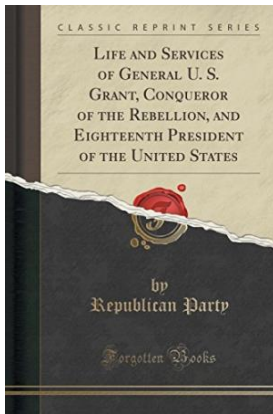 CLASSIC REPRINT SERIES
Life and Services
of General U. S.
Grant, Conqueror
of the Rebellion, and
Eighteenth President
of the United States
by
Republican Party
Forgotten Books